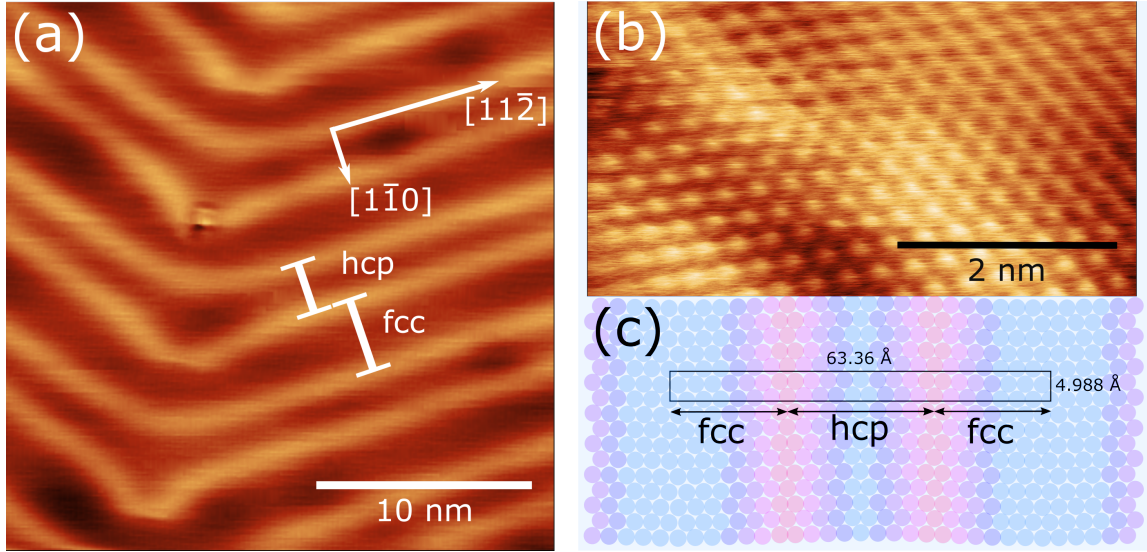 (a)
[112̅]
[11̅0]
hcp
fcc
10 nm
(b)
2 nm
(c)
63.36 Å
4.988 Å
fcc
hcp
fcc